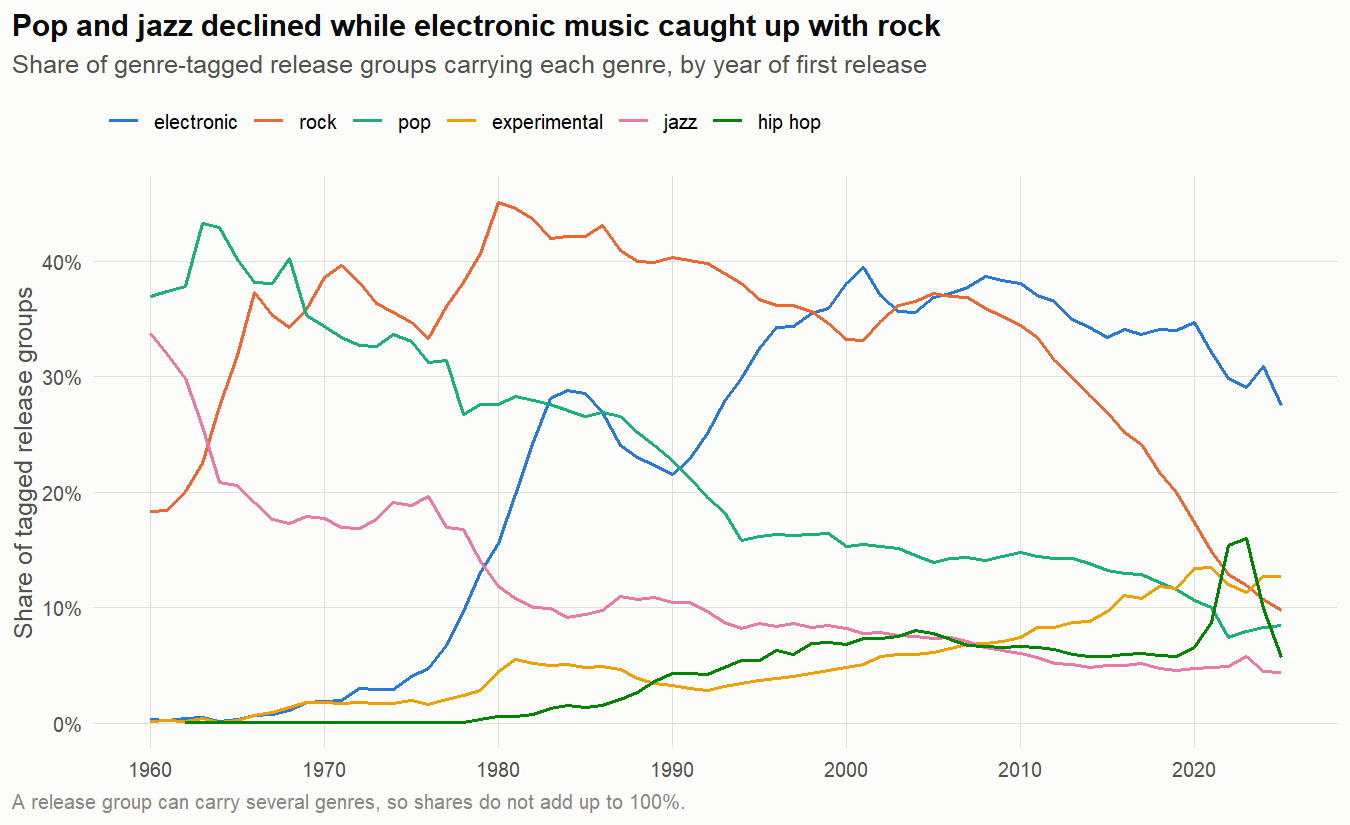 Pop and jazz declined while electronic music caught up with rock
Share of genre-tagged release groups carrying each genre, by year of first release
electronic rock pop experimental jazz hip hop
Share of tagged release groups
40%
30%
20%
10%
0%
1960 1970 1980 1990 2000 2010 2020
A release group can carry several genres, so shares do not add up to 100%.